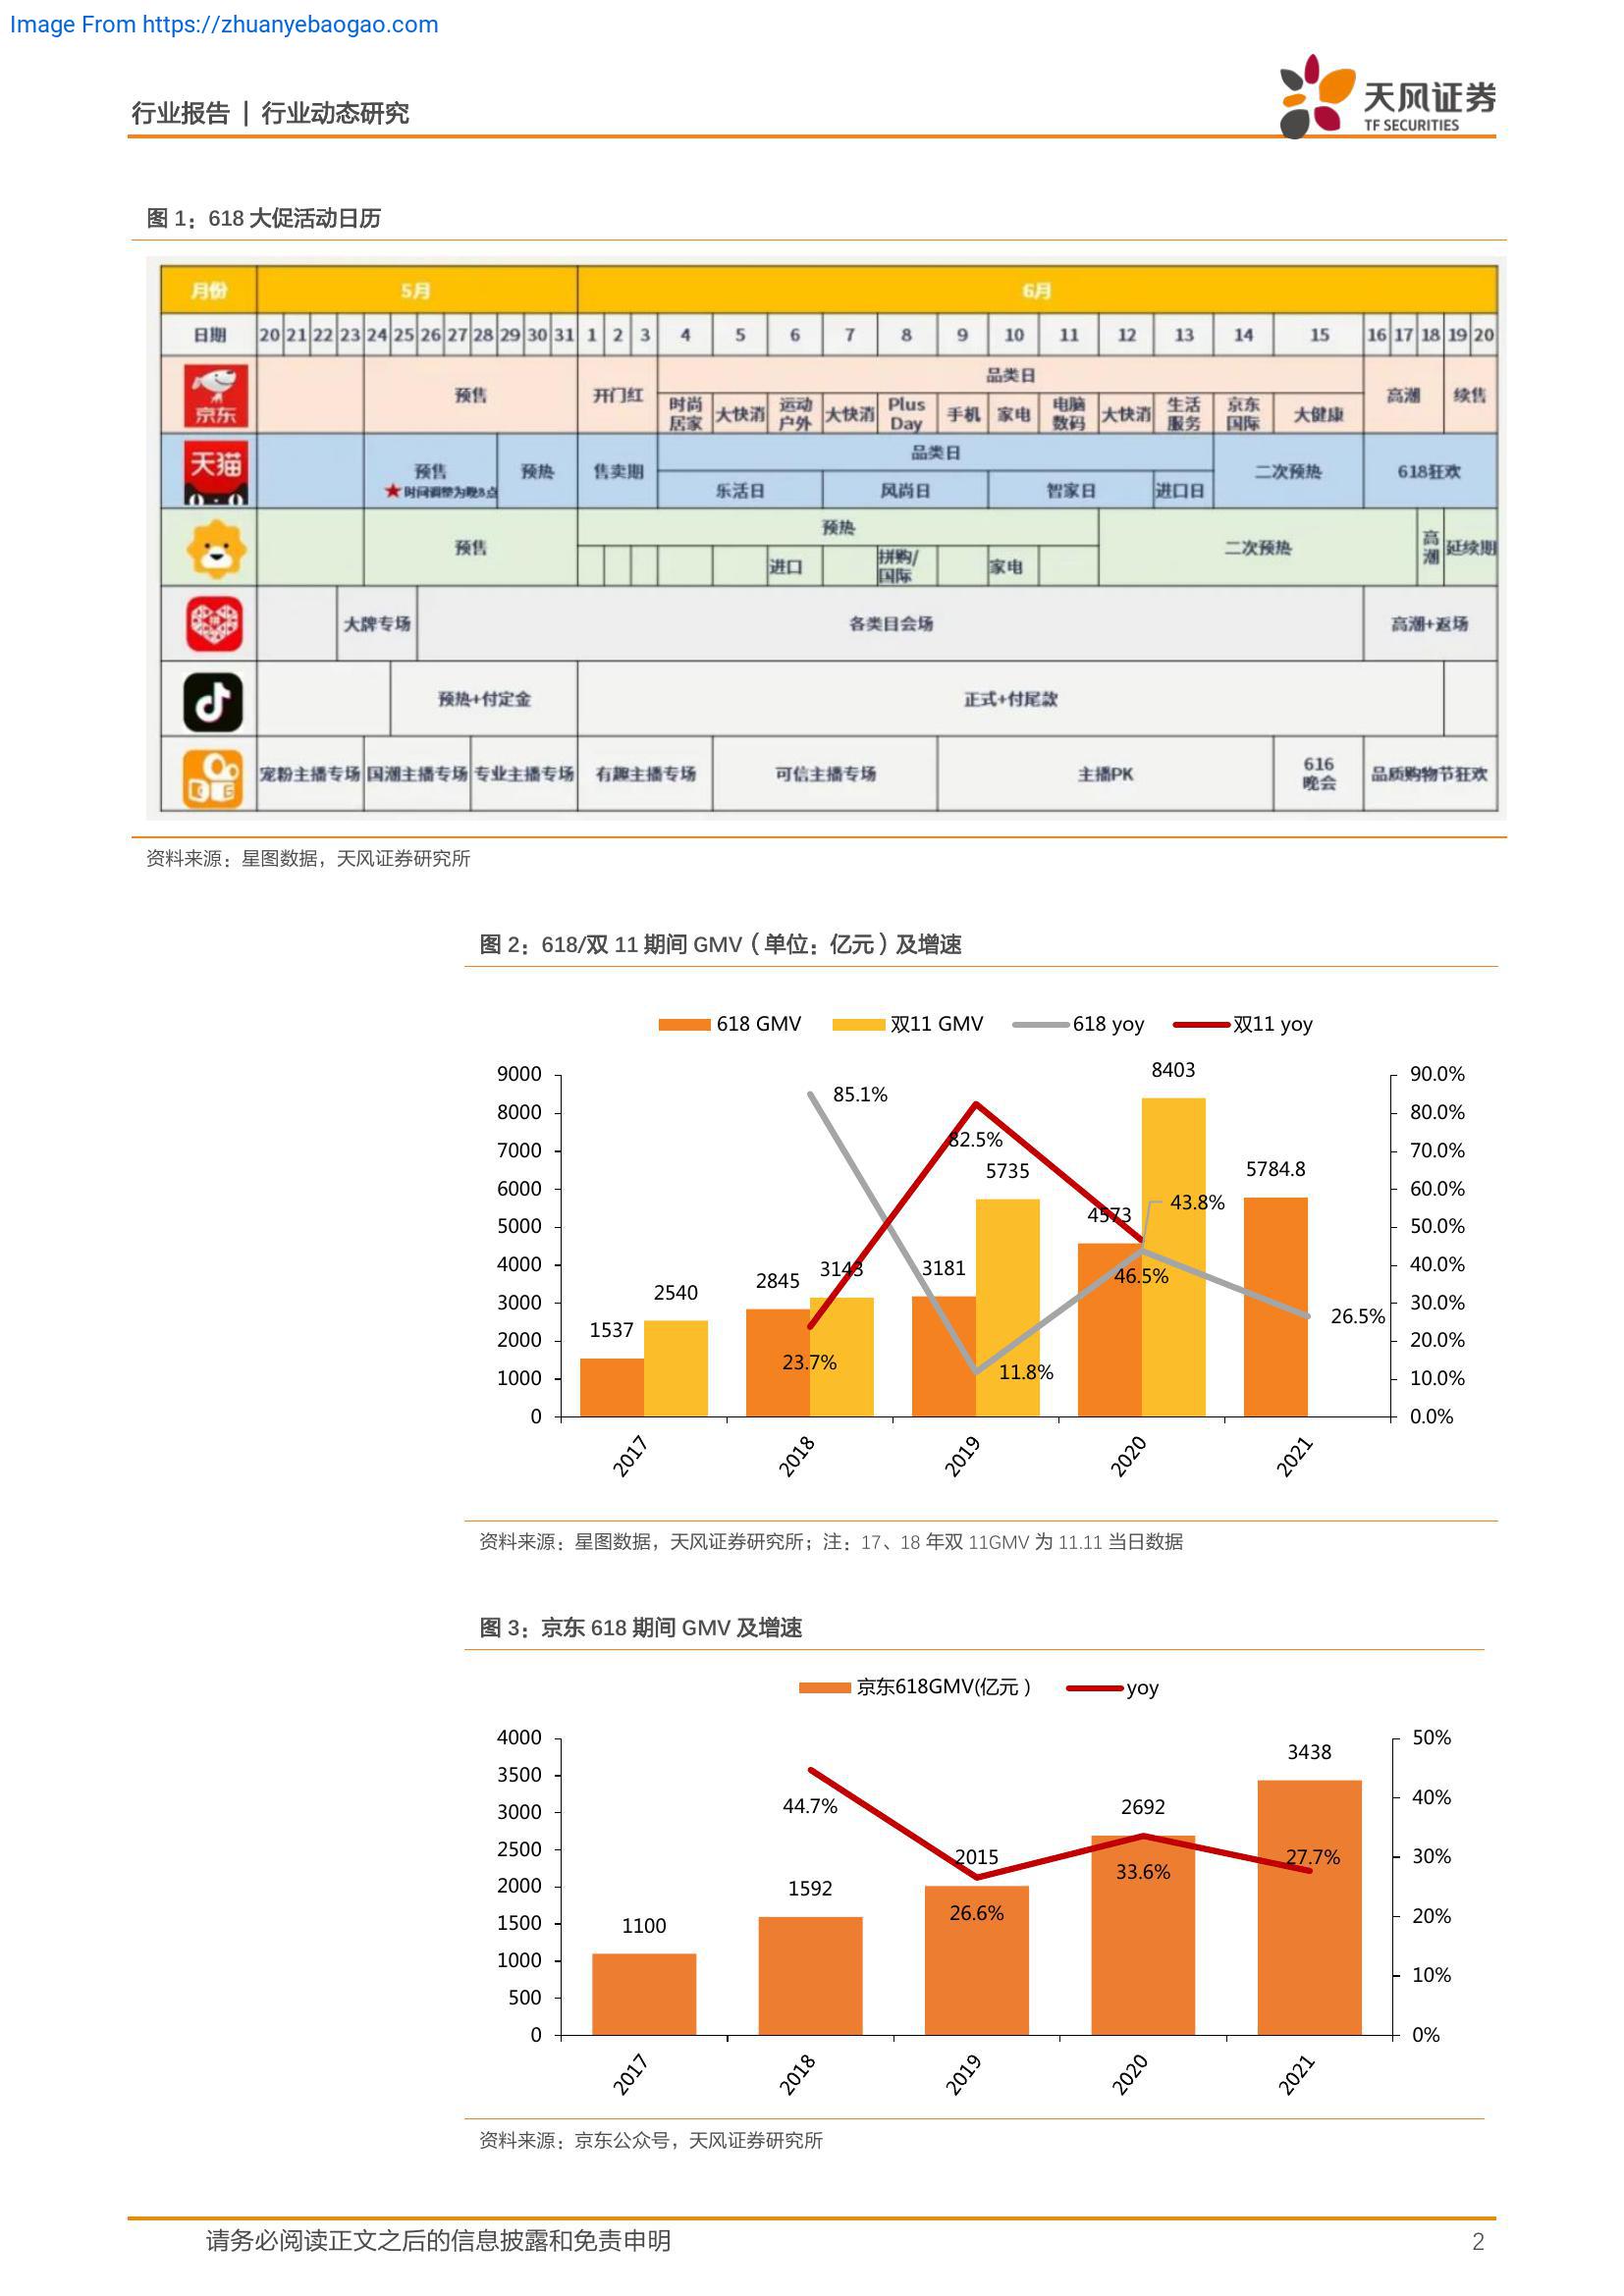 Image From https://zhuanyebaogao.com
行业报告 | 行业动态研究
天风证券
TF SECURITIES
图 1：618 大促活动日历
月份 5月 6月
日期 20 21 22 23 24 25 26 27 28 29 30 31 1 2 3 4 5 6 7 8 9 10 11 12 13 14 15 16 17 18 19 20
京东 预售 开门红 品类日 高潮 续售
时尚居家 大快消 运动户外 大快消 Plus Day 手机 家电 电脑数码 大快消 生活服务 京东国际 大健康
天猫 预售 ★时间调整为晚8点 预热 售卖期 品类日 二次预热 618狂欢
乐活日 风尚日 智家日 进口日
预售 预热 二次预热 高潮 延续期
进口 拼购/国际 家电
大牌专场 各类目会场 高潮+返场
预热+付定金 正式+付尾款
宠粉主播专场 国潮主播专场 专业主播专场 有趣主播专场 可信主播专场 主播PK 616晚会 品质购物节狂欢
资料来源：星图数据，天风证券研究所
图 2：618/双 11 期间 GMV（单位：亿元）及增速
618 GMV 双11 GMV 618 yoy 双11 yoy
9000
8000
7000
6000
5000
4000
3000
2000
1000
0
90.0%
80.0%
70.0%
60.0%
50.0%
40.0%
30.0%
20.0%
10.0%
0.0%
1537
2540
2845
3143
3181
5735
4573
8403
5784.8
85.1%
11.8%
43.8%
26.5%
23.7%
82.5%
46.5%
2017 2018 2019 2020 2021
资料来源：星图数据，天风证券研究所；注：17、18 年双 11GMV 为 11.11 当日数据
图 3：京东 618 期间 GMV 及增速
京东618GMV(亿元） yoy
4000
3500
3000
2500
2000
1500
1000
500
0
50%
40%
30%
20%
10%
0%
1100
1592
2015
2692
3438
44.7%
26.6%
33.6%
27.7%
2017 2018 2019 2020 2021
资料来源：京东公众号，天风证券研究所
请务必阅读正文之后的信息披露和免责申明 2